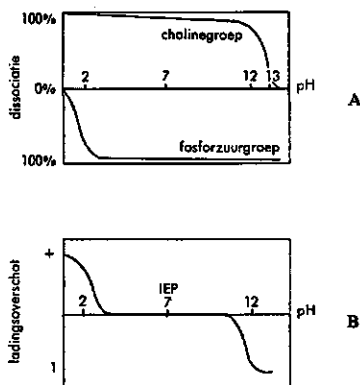 100%
cholinegroep
2 7 12 13 pH
0%
fosforzuurgroep
100%
dissociatie
A
+
IEP
2 7 12 pH
1
ladingsoverschot
B